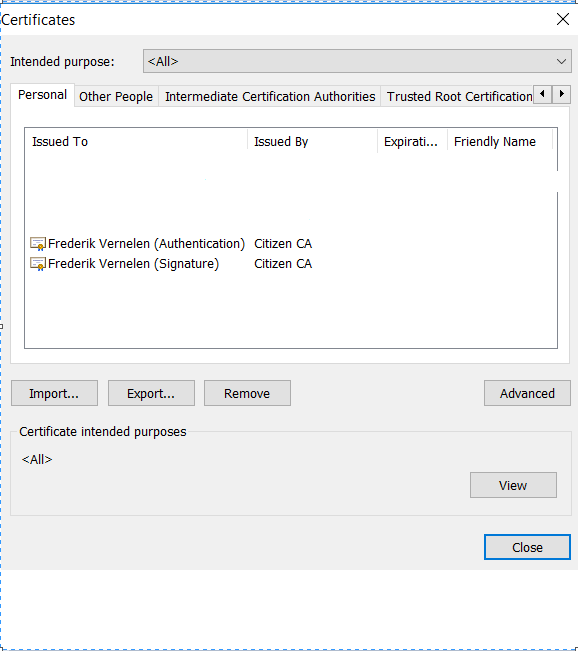 Certificates
Intended purpose: <All>
Personal Other People Intermediate Certification Authorities Trusted Root Certification
Issued To Issued By Expirati... Friendly Name
Frederik Vernelen (Authentication) Citizen CA
Frederik Vernelen (Signature) Citizen CA
Import... Export... Remove Advanced
Certificate intended purposes
<All>
View
Close